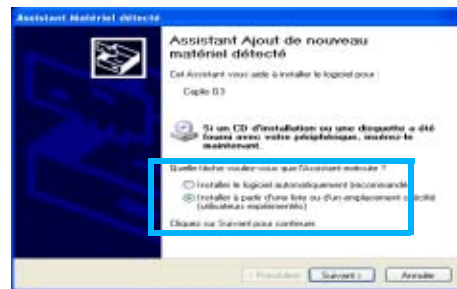 Assistant Matériel détecté
Assistant Ajout de nouveau
matériel détecté
Cet Assistant vous aide à installer le logiciel pour :
Caplio G3
Si un CD d'installation ou une disquette a été
fourni avec votre périphérique, insérez-le
maintenant.
Quelle tâche voulez-vous que l'Assistant exécute ?
Installer le logiciel automatiquement (recommandé)
Installer à partir d'une liste ou d'un emplacement spécifié
(utilisateurs expérimentés)
Cliquez sur Suivant pour continuer.
< Précédent
Suivant >
Annuler